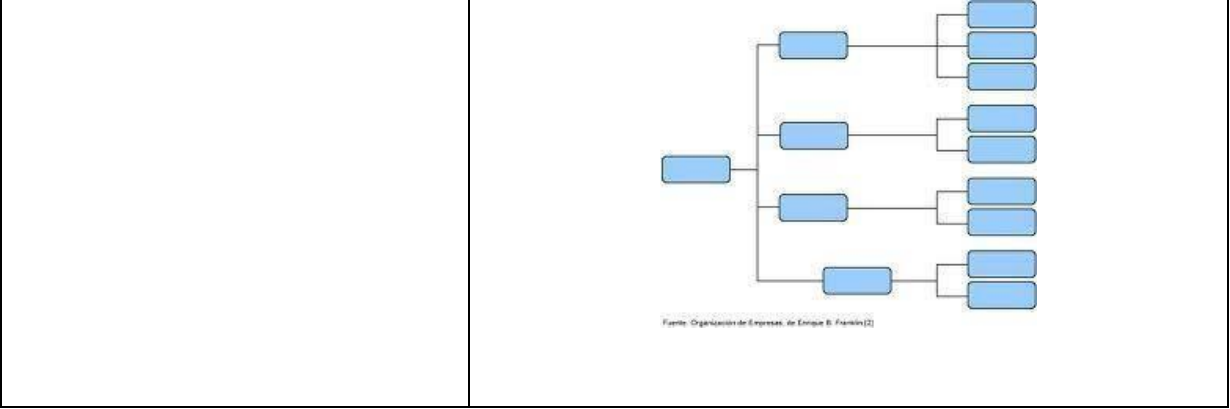 Fuente: Organización de Empresas, de Enrique B. Franklin [2]